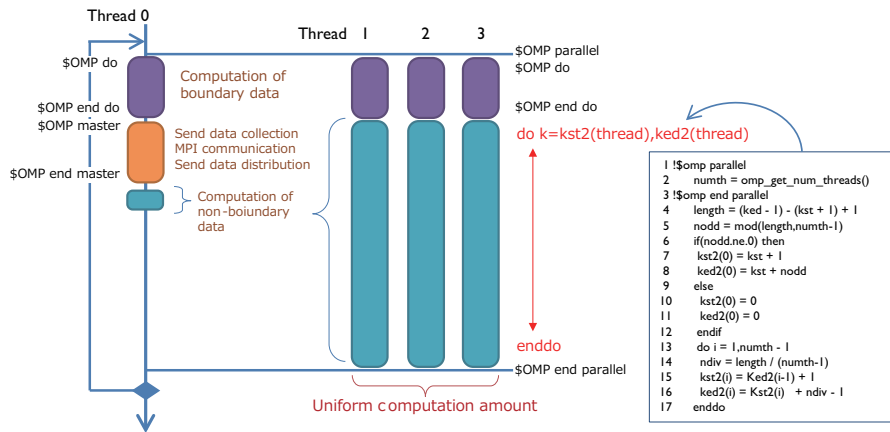 Thread 0
Thread 1 2 3
$OMP parallel
$OMP do
$OMP do
Computation of
boundary data
$OMP end do
$OMP end do
$OMP master
Send data collection
MPI communication
Send data distribution
$OMP end master
Computation of
non-boiundary
data
do k=kst2(thread),ked2(thread)
enddo
$OMP end parallel
Uniform computation amount
1 !$omp parallel
2 numth = omp_get_num_threads()
3 !$omp end parallel
4 length = (ked - 1) - (kst + 1) + 1
5 nodd = mod(length,numth-1)
6 if(nodd.ne.0) then
7 kst2(0) = kst + 1
8 ked2(0) = kst + nodd
9 else
10 kst2(0) = 0
11 ked2(0) = 0
12 endif
13 do i = 1,numth - 1
14 ndiv = length / (numth-1)
15 kst2(i) = Ked2(i-1) + 1
16 ked2(i) = Kst2(i) + ndiv - 1
17 enddo